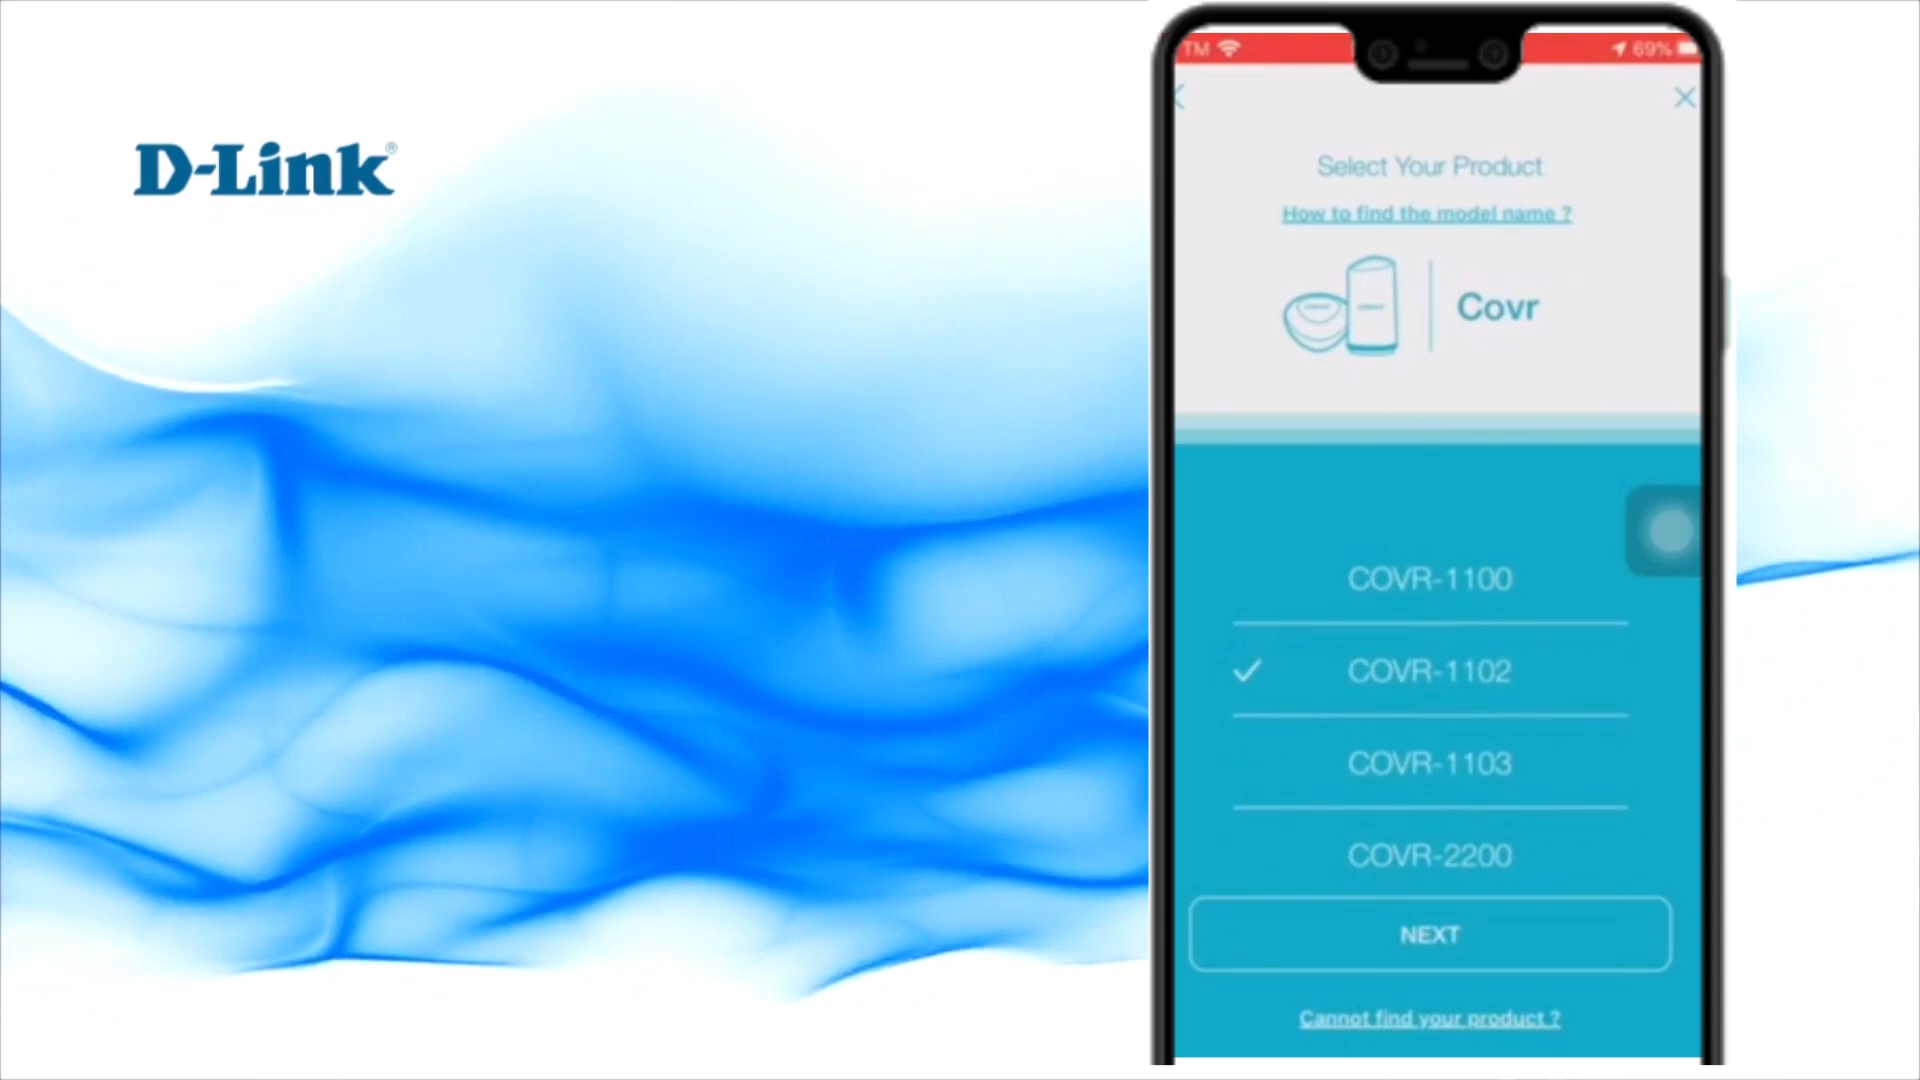 D-Link®
TM
69%
Select Your Product
How to find the model name ?
Covr
COVR-1100
COVR-1102
COVR-1103
COVR-2200
NEXT
Cannot find your product ?